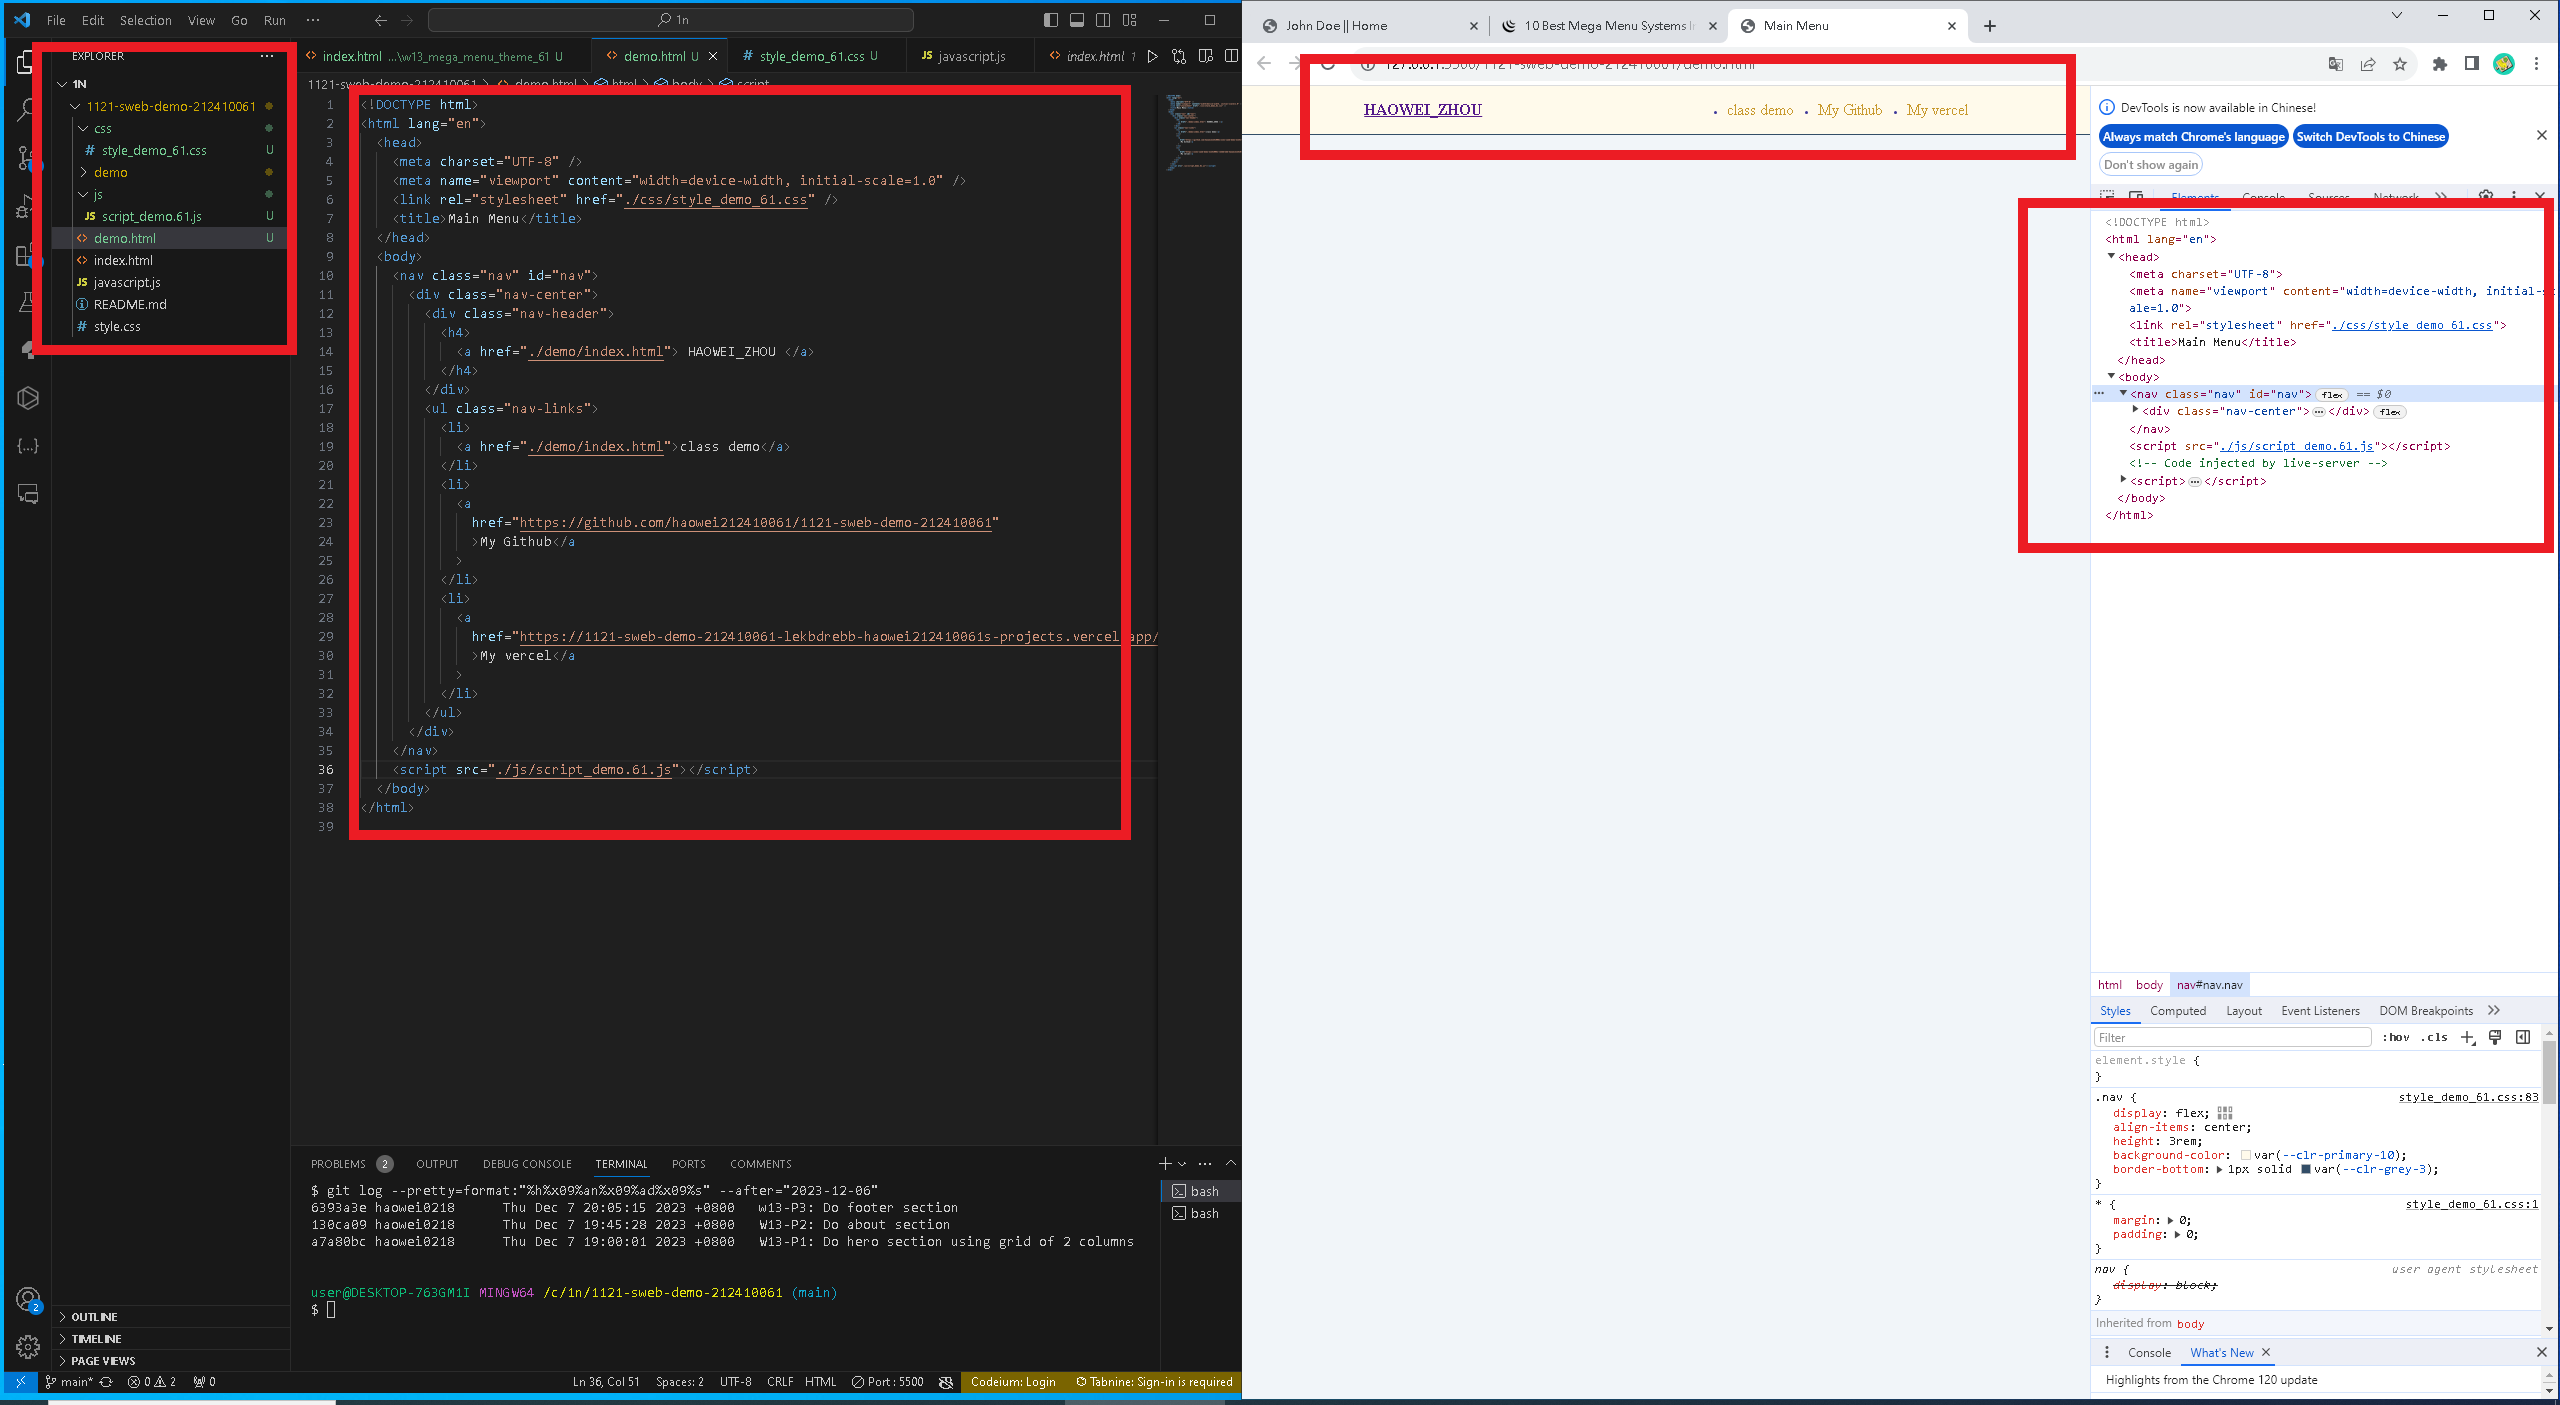 File Edit Selection View Go Run ··· 1n
EXPLORER ···
1N
1121-sweb-demo-212410061
css
# style_demo_61.css U
demo
js
JS script_demo.61.js U
demo.html U
index.html
JS javascript.js
README.md
# style.css
OUTLINE
TIMELINE
PAGE VIEWS
index.html ...\w13_mega_menu_theme_61 U demo.html U # style_demo_61.css U JS javascript.js index.html 1
1121-sweb-demo-212410061 > demo.html > html > body > script
1 <!DOCTYPE html>
2 <html lang="en">
3 <head>
4 <meta charset="UTF-8" />
5 <meta name="viewport" content="width=device-width, initial-scale=1.0" />
6 <link rel="stylesheet" href="./css/style_demo_61.css" />
7 <title>Main Menu</title>
8 </head>
9 <body>
10 <nav class="nav" id="nav">
11 <div class="nav-center">
12 <div class="nav-header">
13 <h4>
14 <a href="./demo/index.html"> HAOWEI_ZHOU </a>
15 </h4>
16 </div>
17 <ul class="nav-links">
18 <li>
19 <a href="./demo/index.html">class demo</a>
20 </li>
21 <li>
22 <a
23 href="https://github.com/haowei212410061/1121-sweb-demo-212410061"
24 >My Github</a
25 >
26 </li>
27 <li>
28 <a
29 href="https://1121-sweb-demo-212410061-lekbdrebb-haowei212410061s-projects.vercel.app/
30 >My vercel</a
31 >
32 </li>
33 </ul>
34 </div>
35 </nav>
36 <script src="./js/script_demo.61.js"></script>
37 </body>
38 </html>
39
PROBLEMS 2 OUTPUT DEBUG CONSOLE TERMINAL PORTS COMMENTS
$ git log --pretty=format:"%h%x09%an%x09%ad%x09%s" --after="2023-12-06"
6393a3e haowei0218 Thu Dec 7 20:05:15 2023 +0800 w13-P3: Do footer section
130ca09 haowei0218 Thu Dec 7 19:45:28 2023 +0800 W13-P2: Do about section
a7a80bc haowei0218 Thu Dec 7 19:00:01 2023 +0800 W13-P1: Do hero section using grid of 2 columns
user@DESKTOP-763GM1I MINGW64 /c/1n/1121-sweb-demo-212410061 (main)
$
bash
bash
2
main* 0 2 0 Ln 36, Col 51 Spaces: 2 UTF-8 CRLF HTML Port : 5500 Codeium: Login Tabnine: Sign-in is required
John Doe || Home 10 Best Mega Menu Systems Main Menu
127.0.0.1:5500/1121-sweb-demo-212410061/demo.html
HAOWEI_ZHOU • class demo • My Github • My vercel
DevTools is now available in Chinese!
Always match Chrome's language Switch DevTools to Chinese
Don't show again
Elements Console Sources Network
<!DOCTYPE html>
<html lang="en">
<head>
<meta charset="UTF-8">
<meta name="viewport" content="width=device-width, initial-sc
ale=1.0">
<link rel="stylesheet" href="./css/style_demo_61.css">
<title>Main Menu</title>
</head>
<body>
··· <nav class="nav" id="nav"> flex == $0
<div class="nav-center"> ··· </div> flex
</nav>
<script src="./js/script_demo.61.js"></script>
<!-- Code injected by live-server -->
<script> ··· </script>
</body>
</html>
html body nav#nav.nav
Styles Computed Layout Event Listeners DOM Breakpoints
Filter :hov .cls
element.style {
}
.nav { style_demo_61.css:83
display: flex;
align-items: center;
height: 3rem;
background-color: var(--clr-primary-10);
border-bottom: 1px solid var(--clr-grey-3);
}
* { style_demo_61.css:1
margin: 0;
padding: 0;
}
nav { user agent stylesheet
display: block;
}
Inherited from body
Console What's New
Highlights from the Chrome 120 update